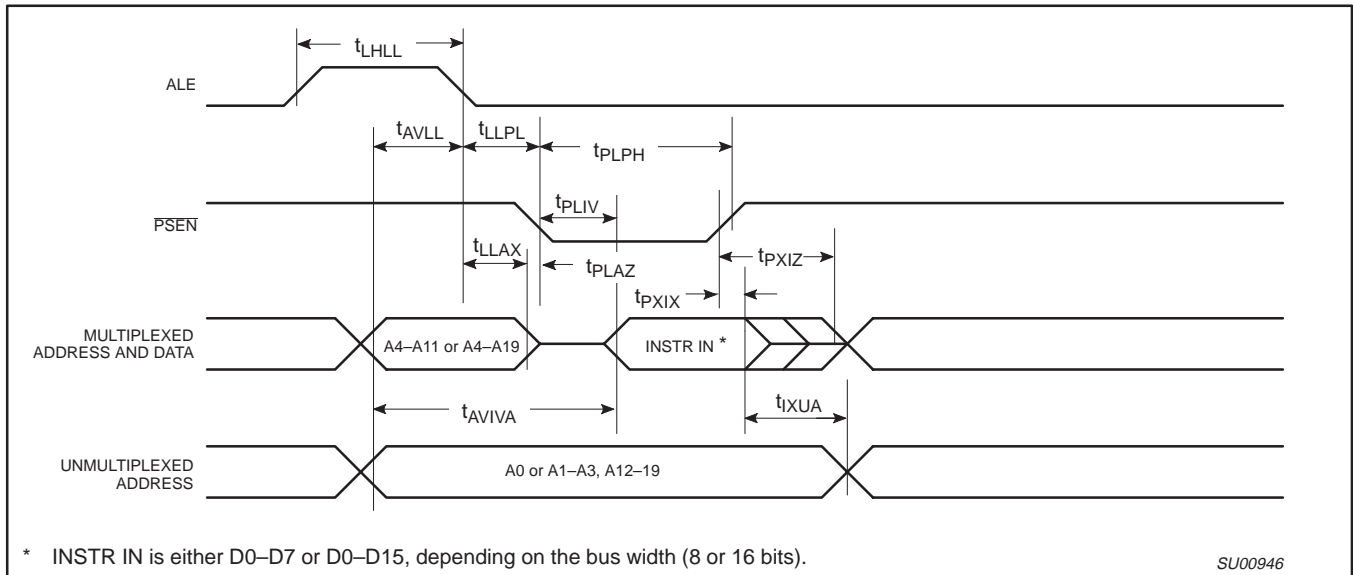 tLHLL
ALE
tAVLL
tLLPL
tPLPH
PSEN
tPLIV
tLLAX
tPLAZ
tPXIZ
tPXIX
MULTIPLEXED
ADDRESS AND DATA
A4–A11 or A4–A19
INSTR IN *
tAVIVA
tIXUA
UNMULTIPLEXED
ADDRESS
A0 or A1–A3, A12–19
* INSTR IN is either D0–D7 or D0–D15, depending on the bus width (8 or 16 bits).
SU00946